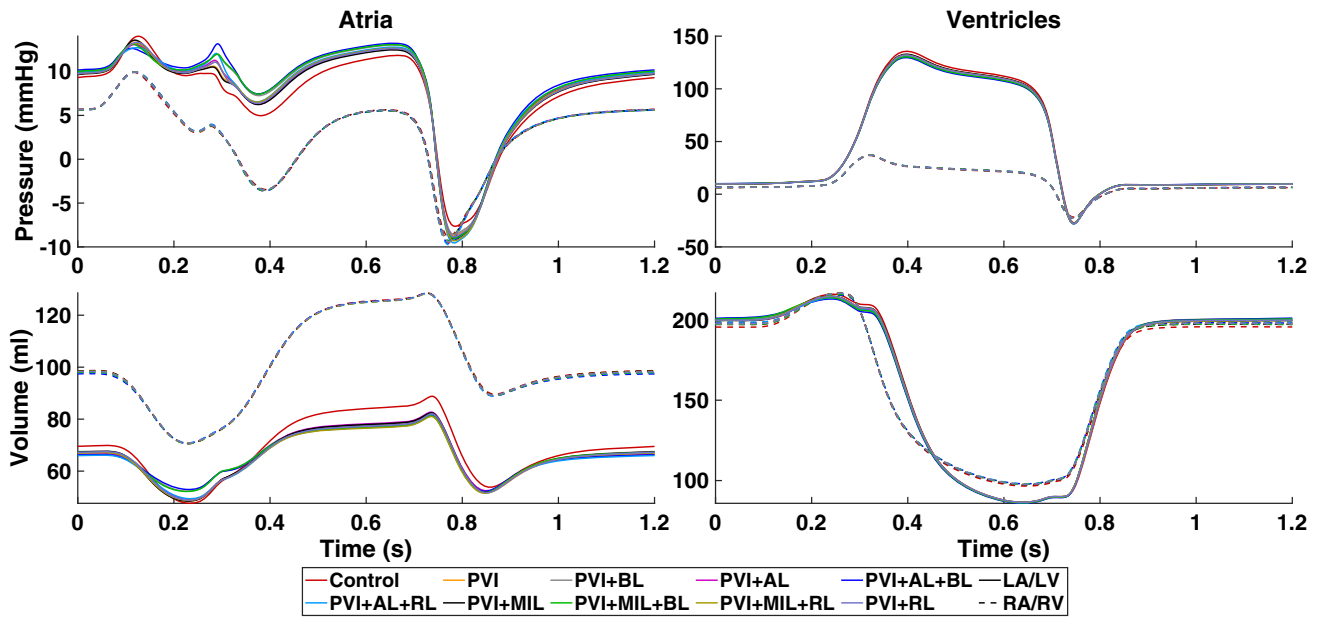 Atria
Ventricles
Pressure (mmHg)
10
5
0
-5
-10
0 0.2 0.4 0.6 0.8 1 1.2
150
100
50
0
-50
0 0.2 0.4 0.6 0.8 1 1.2
Volume (ml)
120
100
80
60
0 0.2 0.4 0.6 0.8 1 1.2
Time (s)
200
150
100
0 0.2 0.4 0.6 0.8 1 1.2
Time (s)
Control PVI PVI+BL PVI+AL PVI+AL+BL LA/LV
PVI+AL+RL PVI+MIL PVI+MIL+BL PVI+MIL+RL PVI+RL RA/RV